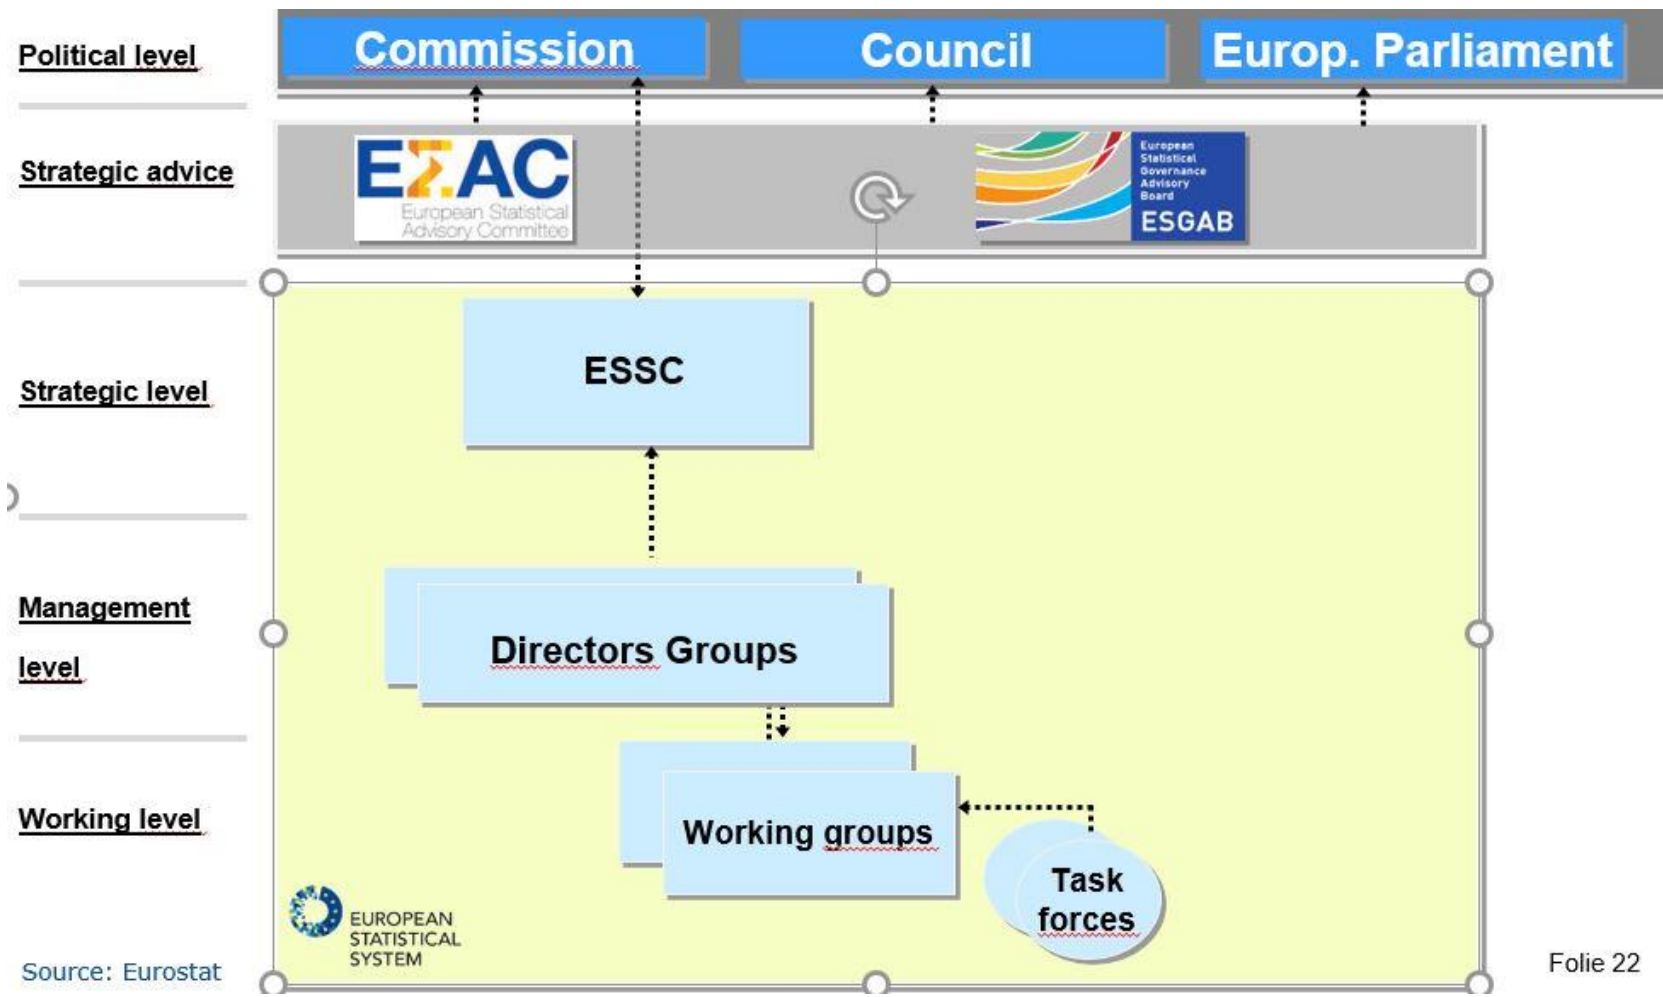 Political level
Commission
Council
Europ. Parliament
Strategic advice
EΣAC
European Statistical
Advisory Committee
European
Statistical
Governance
Advisory
Board
ESGAB
Strategic level
ESSC
Management
level
Directors Groups
Working level
Working groups
Task
forces
EUROPEAN
STATISTICAL
SYSTEM
Source: Eurostat
Folie 22